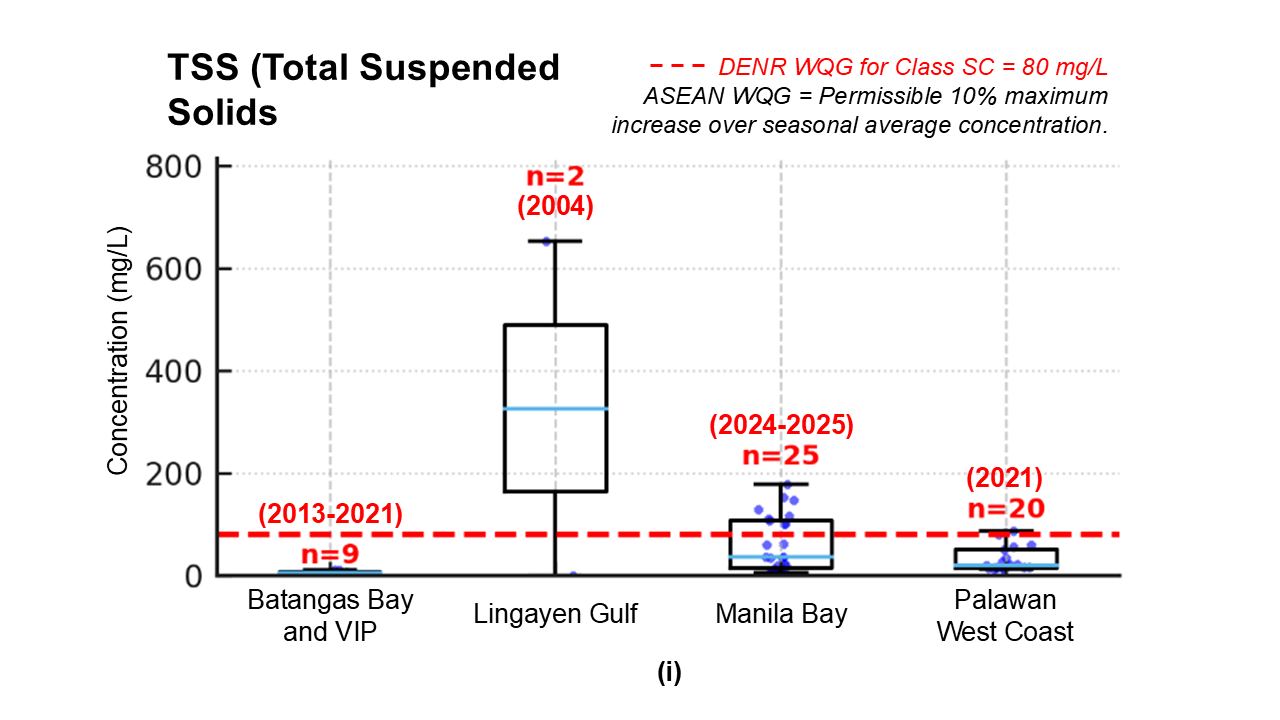 TSS (Total Suspended
Solids
DENR WQG for Class SC = 80 mg/L
ASEAN WQG = Permissible 10% maximum
increase over seasonal average concentration.
Concentration (mg/L)
800
600
400
200
0
n=2
(2004)
(2024-2025)
n=25
(2021)
n=20
(2013-2021)
n=9
Batangas Bay
and VIP
Lingayen Gulf
Manila Bay
Palawan
West Coast
(i)